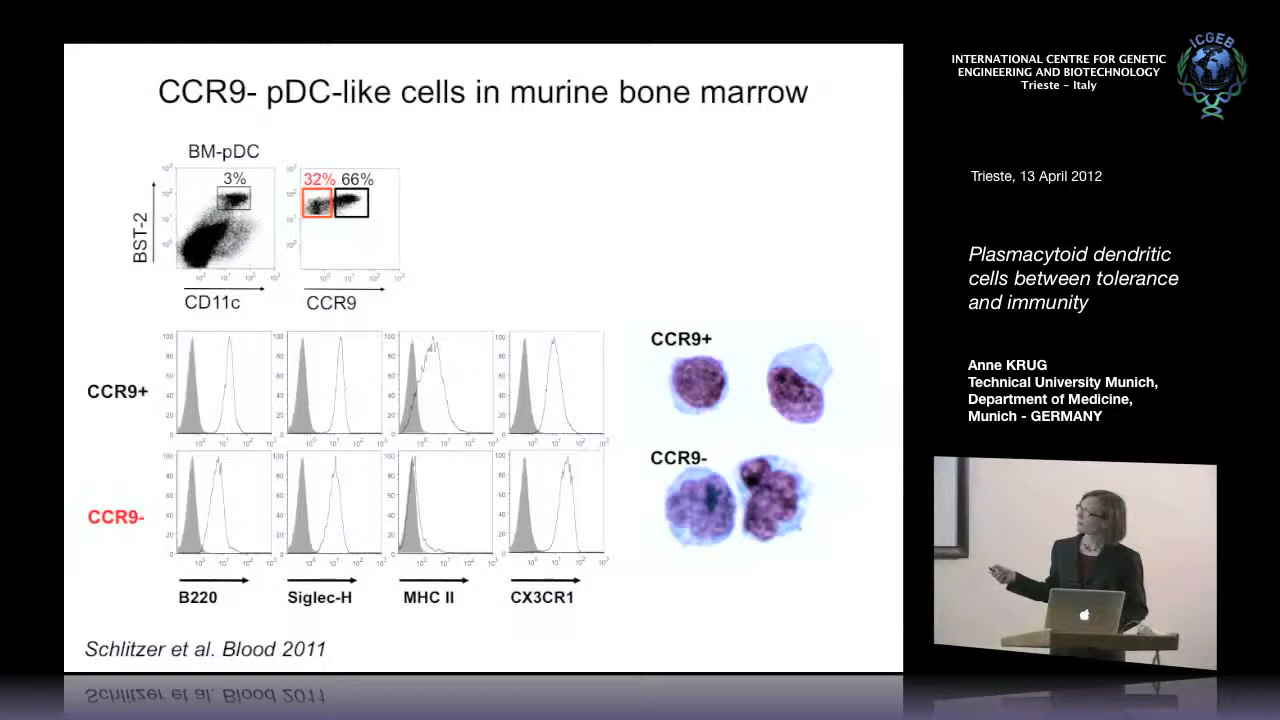 CCR9- pDC-like cells in murine bone marrow
BM-pDC
3%
32% 66%
BST-2
CD11c
CCR9
CCR9+
CCR9-
B220
Siglec-H
MHC II
CX3CR1
CCR9+
CCR9-
Schlitzer et al. Blood 2011
INTERNATIONAL CENTRE FOR GENETIC
ENGINEERING AND BIOTECHNOLOGY
Trieste - Italy
ICGEB
Trieste, 13 April 2012
Plasmacytoid dendritic
cells between tolerance
and immunity
Anne KRUG
Technical University Munich,
Department of Medicine,
Munich - GERMANY